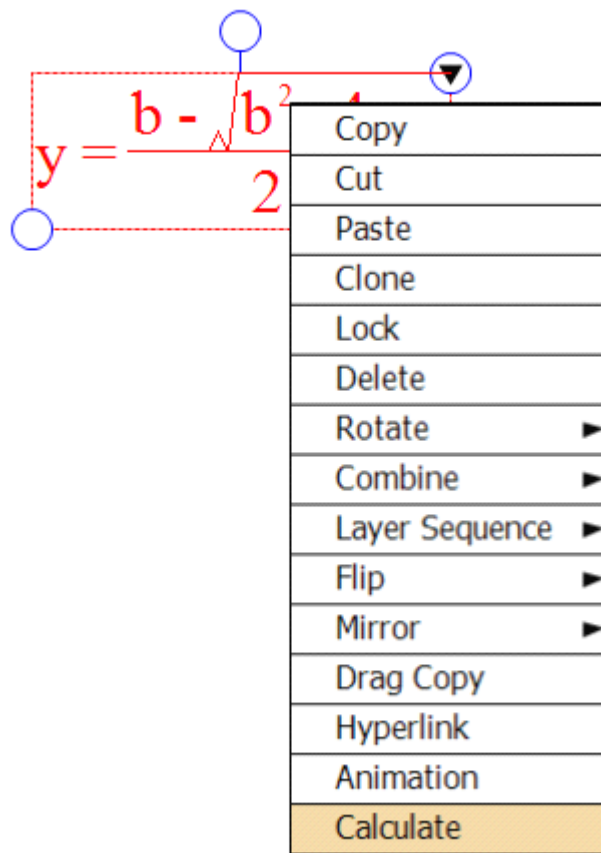 y = b - √b² 4
2
Copy
Cut
Paste
Clone
Lock
Delete
Rotate
Combine
Layer Sequence
Flip
Mirror
Drag Copy
Hyperlink
Animation
Calculate